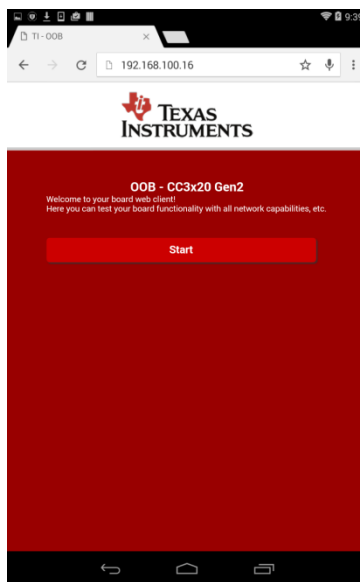 9:39
TI - OOB
192.168.100.16
TEXAS
INSTRUMENTS
OOB - CC3x20 Gen2
Welcome to your board web client!
Here you can test your board functionality with all network capabilities, etc.
Start